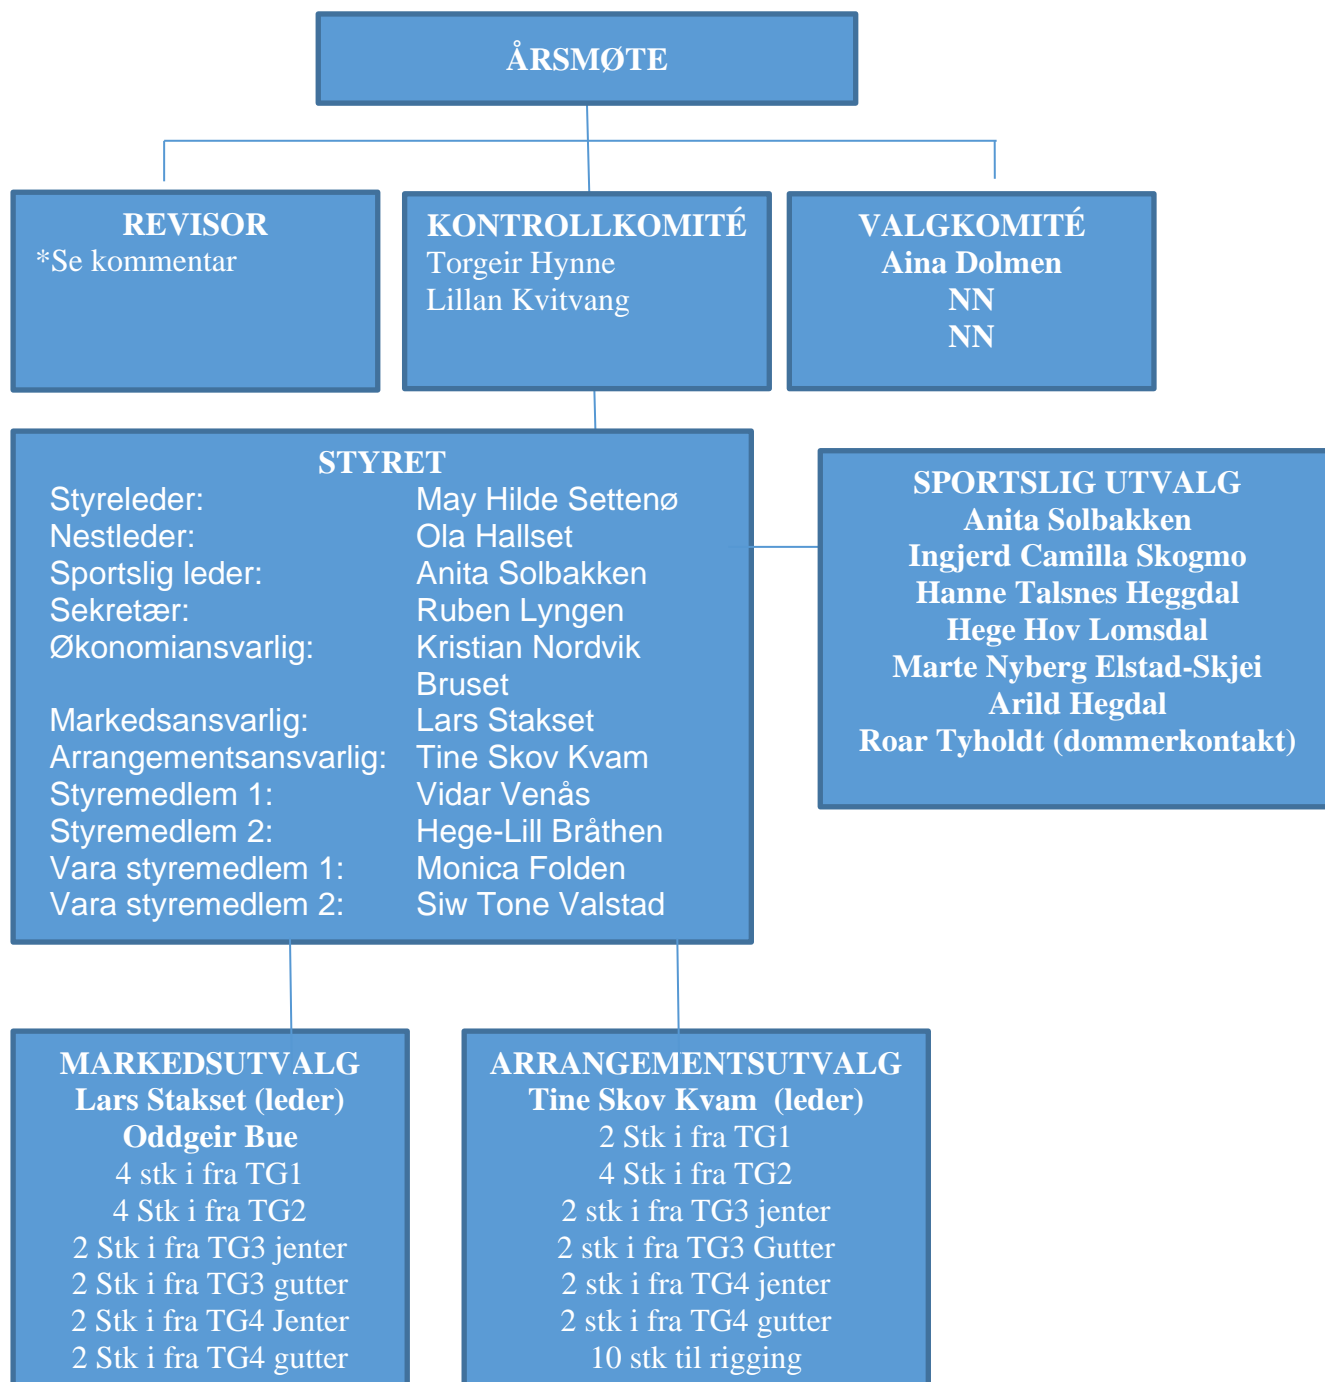 ÅRSMØTE
REVISOR
*Se kommentar
KONTROLLKOMITÉ
Torgeir Hynne
Lillan Kvitvang
VALGKOMITÉ
Aina Dolmen
NN
NN
STYRET
Styreleder: May Hilde Settenø
Nestleder: Ola Hallset
Sportslig leder: Anita Solbakken
Sekretær: Ruben Lyngen
Økonomiansvarlig: Kristian Nordvik
Bruset
Markedsansvarlig: Lars Stakset
Arrangementsansvarlig: Tine Skov Kvam
Styremedlem 1: Vidar Venås
Styremedlem 2: Hege-Lill Bråthen
Vara styremedlem 1: Monica Folden
Vara styremedlem 2: Siw Tone Valstad
SPORTSLIG UTVALG
Anita Solbakken
Ingjerd Camilla Skogmo
Hanne Talsnes Heggdal
Hege Hov Lomsdal
Marte Nyberg Elstad-Skjei
Arild Hegdal
Roar Tyholdt (dommerkontakt)
MARKEDSUTVALG
Lars Stakset (leder)
Oddgeir Bue
4 stk i fra TG1
4 Stk i fra TG2
2 Stk i fra TG3 jenter
2 Stk i fra TG3 gutter
2 Stk i fra TG4 Jenter
2 Stk i fra TG4 gutter
ARRANGEMENTSUTVALG
Tine Skov Kvam (leder)
2 Stk i fra TG1
4 Stk i fra TG2
2 stk i fra TG3 jenter
2 stk i fra TG3 Gutter
2 stk i fra TG4 jenter
2 stk i fra TG4 gutter
10 stk til rigging